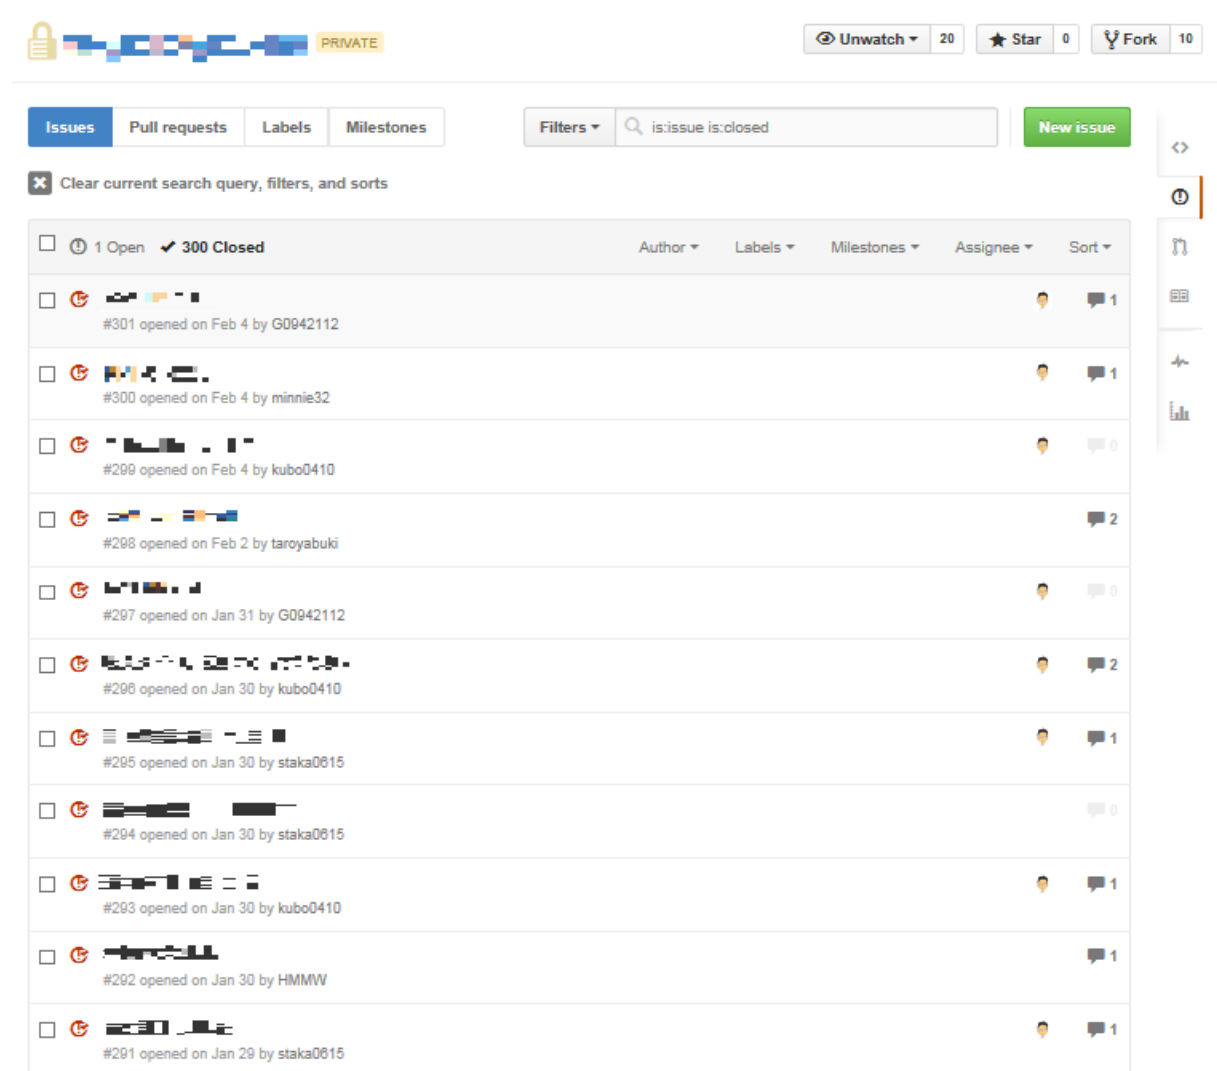 PRIVATE
Unwatch 20 Star 0 Fork 10
Issues Pull requests Labels Milestones Filters is:issue is:closed New issue
Clear current search query, filters, and sorts
1 Open 300 Closed Author Labels Milestones Assignee Sort
1
#301 opened on Feb 4 by G0942112
1
#300 opened on Feb 4 by minnie32
0
#299 opened on Feb 4 by kubo0410
2
#298 opened on Feb 2 by taroyabuki
0
#297 opened on Jan 31 by G0942112
2
#296 opened on Jan 30 by kubo0410
1
#295 opened on Jan 30 by staka0615
0
#294 opened on Jan 30 by staka0615
1
#293 opened on Jan 30 by kubo0410
1
#292 opened on Jan 30 by HMMW
1
#291 opened on Jan 29 by staka0615